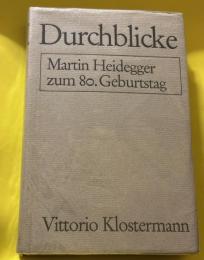 Durchblicke
Martin Heidegger
zum 80. Geburtstag
Vittorio Klostermann